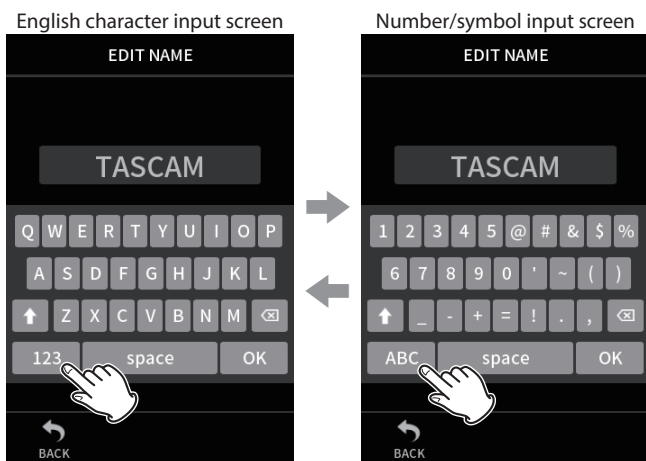 English character input screen
EDIT NAME
TASCAM
Q W E R T Y U I O P
A S D F G H J K L
Z X C V B N M
123 space OK
BACK
Number/symbol input screen
EDIT NAME
TASCAM
1 2 3 4 5 @ # & $ %
6 7 8 9 0 ' ~ ( )
_ - + = ! . ,
ABC space OK
BACK